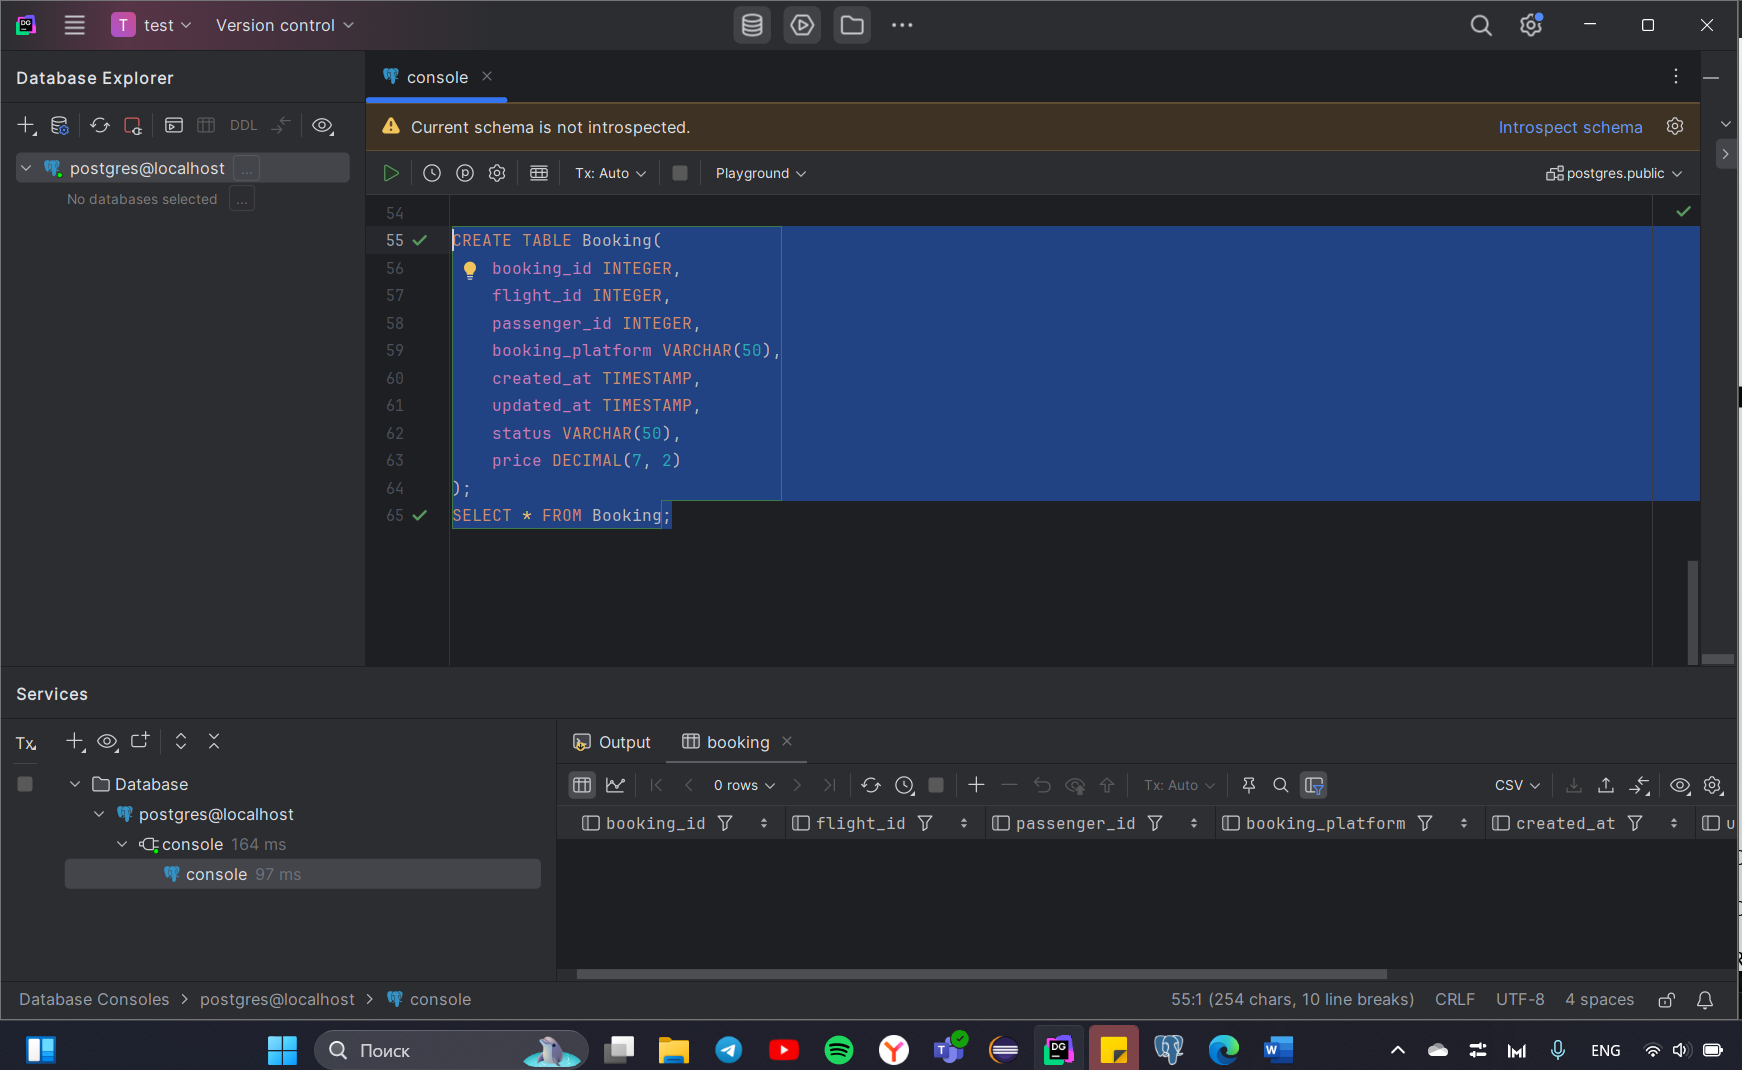 T test Version control
Database Explorer
console
Current schema is not introspected. Introspect schema
DDL
Tx: Auto Playground postgres.public
postgres@localhost ...
No databases selected ...
54
55 CREATE TABLE Booking(
56 booking_id INTEGER,
57 flight_id INTEGER,
58 passenger_id INTEGER,
59 booking_platform VARCHAR(50),
60 created_at TIMESTAMP,
61 updated_at TIMESTAMP,
62 status VARCHAR(50),
63 price DECIMAL(7, 2)
64 );
65 SELECT * FROM Booking;
Services
Tx
Output booking
Database
postgres@localhost
console 164 ms
console 97 ms
0 rows Tx: Auto CSV
booking_id flight_id passenger_id booking_platform created_at u
Database Consoles > postgres@localhost > console 55:1 (254 chars, 10 line breaks) CRLF UTF-8 4 spaces
Поиск ENG